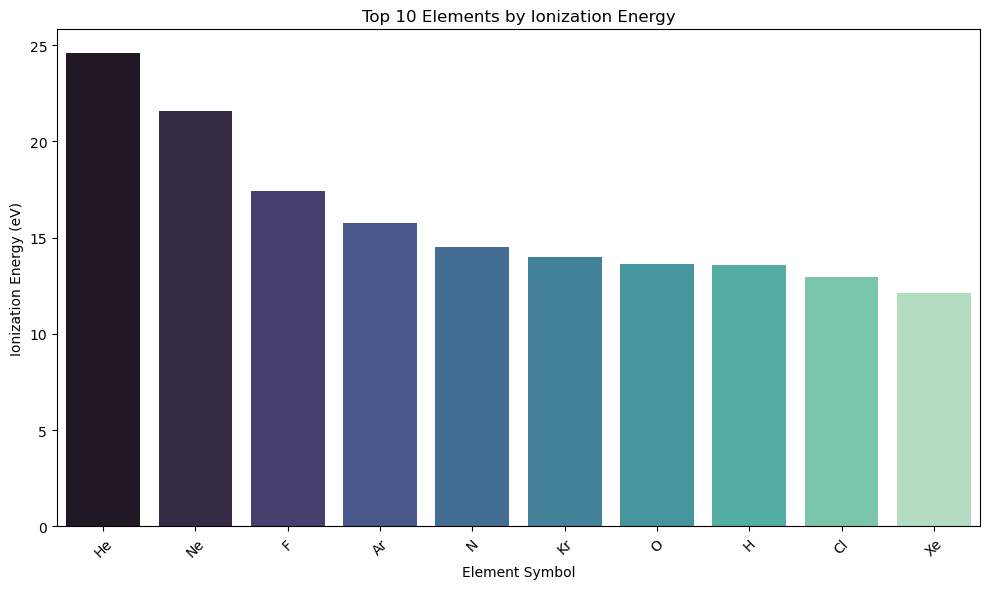 Top 10 Elements by Ionization Energy
Ionization Energy (eV)
25
20
15
10
5
0
He Ne F Ar N Kr O H Cl Xe
Element Symbol